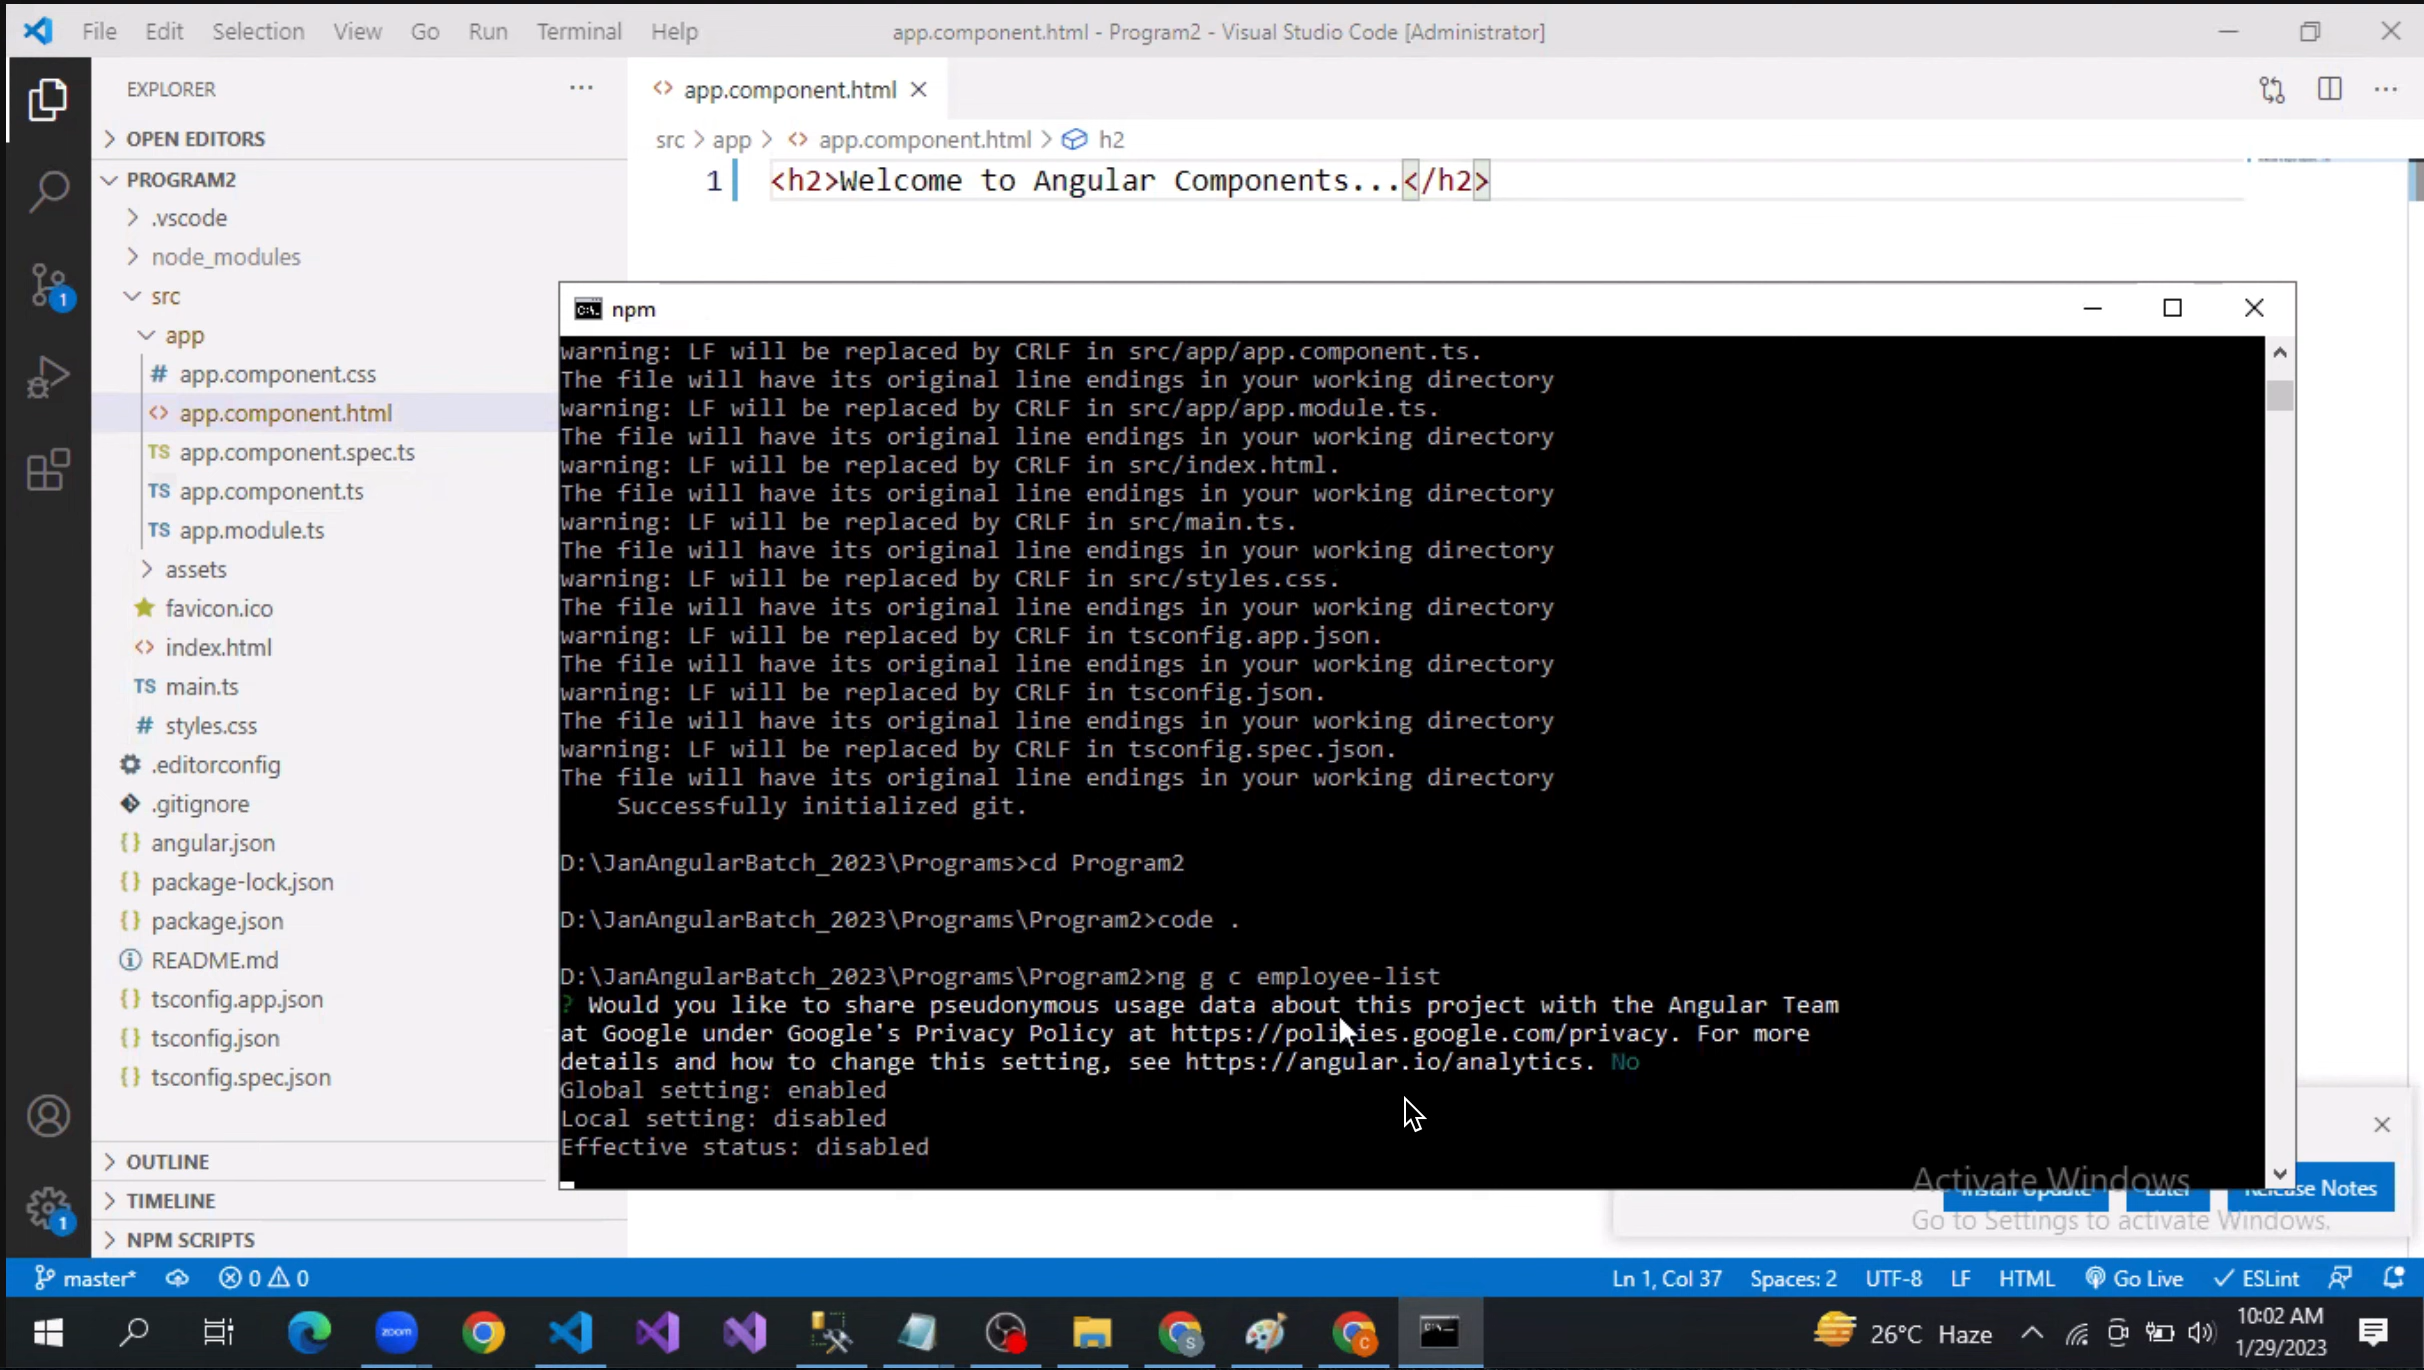 File Edit Selection View Go Run Terminal Help app.component.html - Program2 - Visual Studio Code [Administrator]
EXPLORER
app.component.html
OPEN EDITORS
src > app > app.component.html > h2
PROGRAM2
1 <h2>Welcome to Angular Components...</h2>
.vscode
node_modules
src
app
# app.component.css
<> app.component.html
TS app.component.spec.ts
TS app.component.ts
TS app.module.ts
assets
favicon.ico
<> index.html
TS main.ts
# styles.css
.editorconfig
.gitignore
{} angular.json
{} package-lock.json
{} package.json
README.md
{} tsconfig.app.json
{} tsconfig.json
{} tsconfig.spec.json
OUTLINE
TIMELINE
NPM SCRIPTS
1
1
npm
warning: LF will be replaced by CRLF in src/app/app.component.ts.
The file will have its original line endings in your working directory
warning: LF will be replaced by CRLF in src/app/app.module.ts.
The file will have its original line endings in your working directory
warning: LF will be replaced by CRLF in src/index.html.
The file will have its original line endings in your working directory
warning: LF will be replaced by CRLF in src/main.ts.
The file will have its original line endings in your working directory
warning: LF will be replaced by CRLF in src/styles.css.
The file will have its original line endings in your working directory
warning: LF will be replaced by CRLF in tsconfig.app.json.
The file will have its original line endings in your working directory
warning: LF will be replaced by CRLF in tsconfig.json.
The file will have its original line endings in your working directory
warning: LF will be replaced by CRLF in tsconfig.spec.json.
The file will have its original line endings in your working directory
Successfully initialized git.
D:\JanAngularBatch_2023\Programs>cd Program2
D:\JanAngularBatch_2023\Programs\Program2>code .
D:\JanAngularBatch_2023\Programs\Program2>ng g c employee-list
? Would you like to share pseudonymous usage data about this project with the Angular Team
at Google under Google's Privacy Policy at https://policies.google.com/privacy. For more
details and how to change this setting, see https://angular.io/analytics. No
Global setting: enabled
Local setting: disabled
Effective status: disabled
Activate Windows
Install Update Later Release Notes
Go to Settings to activate Windows.
master* 0 0 Ln 1, Col 37 Spaces: 2 UTF-8 LF HTML Go Live ESLint
zoom S C 26°C Haze 10:02 AM
1/29/2023